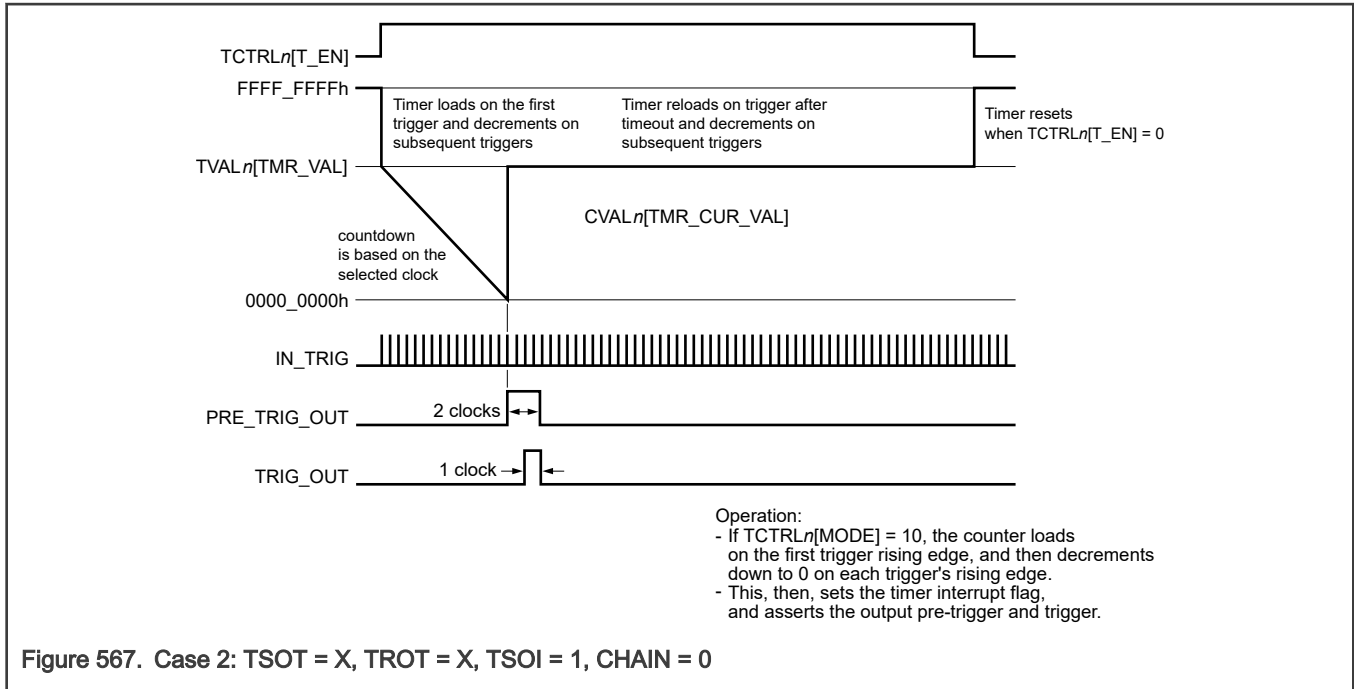 TCTRLn[T_EN]
FFFF_FFFFh
Timer loads on the first
trigger and decrements on
subsequent triggers
Timer reloads on trigger after
timeout and decrements on
subsequent triggers
Timer resets
when TCTRLn[T_EN] = 0
TVALn[TMR_VAL]
CVALn[TMR_CUR_VAL]
countdown
is based on the
selected clock
0000_0000h
IN_TRIG
PRE_TRIG_OUT
2 clocks
TRIG_OUT
1 clock
Operation:
- If TCTRLn[MODE] = 10, the counter loads
on the first trigger rising edge, and then decrements
down to 0 on each trigger's rising edge.
- This, then, sets the timer interrupt flag,
and asserts the output pre-trigger and trigger.
Figure 567. Case 2: TSOT = X, TROT = X, TSOI = 1, CHAIN = 0